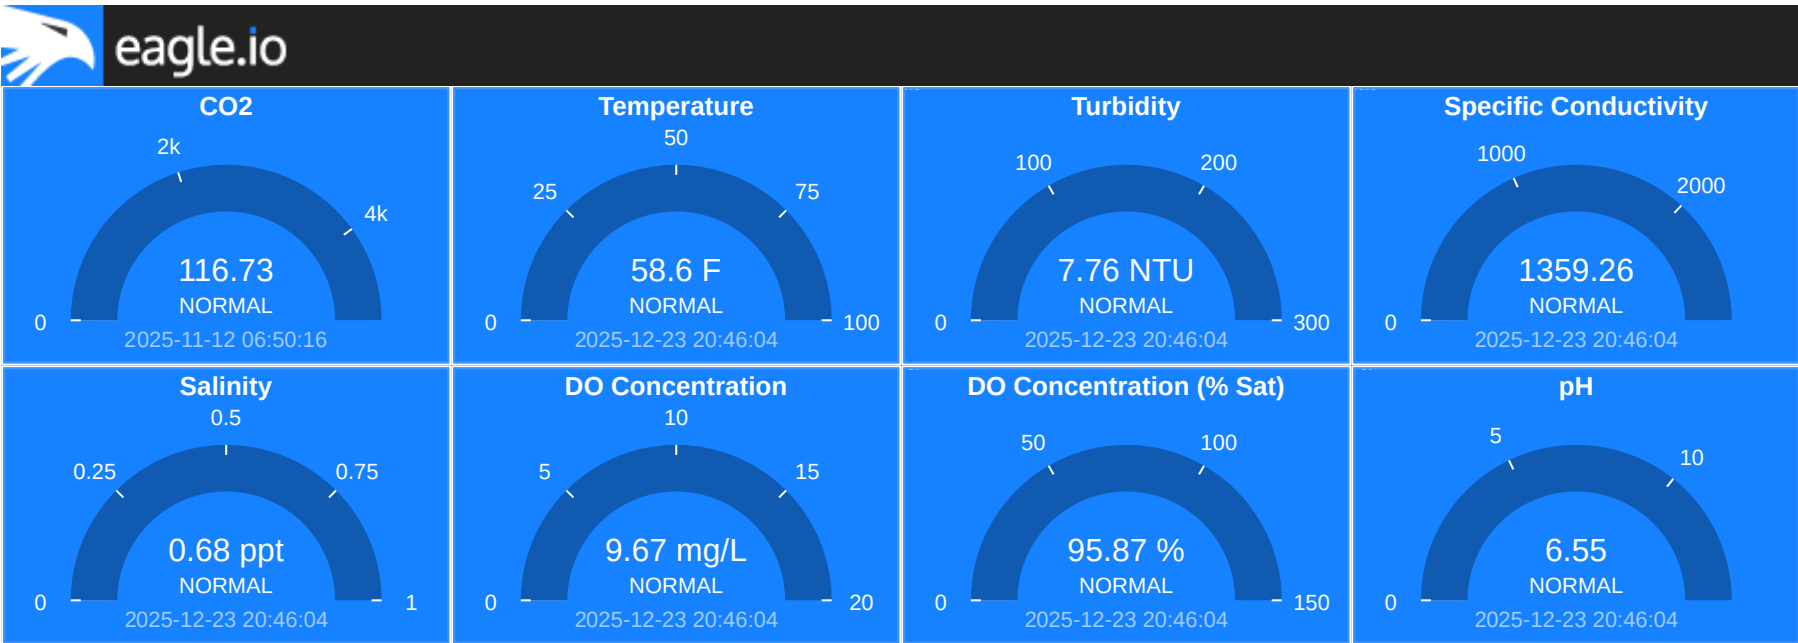 eagle.io
CO2
2k
4k
0
116.73
NORMAL
2025-11-12 06:50:16
Temperature
50
25
75
0
100
58.6 F
NORMAL
2025-12-23 20:46:04
Turbidity
100
200
0
300
7.76 NTU
NORMAL
2025-12-23 20:46:04
Specific Conductivity
1000
2000
0
1359.26
NORMAL
2025-12-23 20:46:04
Salinity
0.5
0.25
0.75
0
1
0.68 ppt
NORMAL
2025-12-23 20:46:04
DO Concentration
10
5
15
0
20
9.67 mg/L
NORMAL
2025-12-23 20:46:04
DO Concentration (% Sat)
50
100
0
150
95.87 %
NORMAL
2025-12-23 20:46:04
pH
5
10
0
6.55
NORMAL
2025-12-23 20:46:04